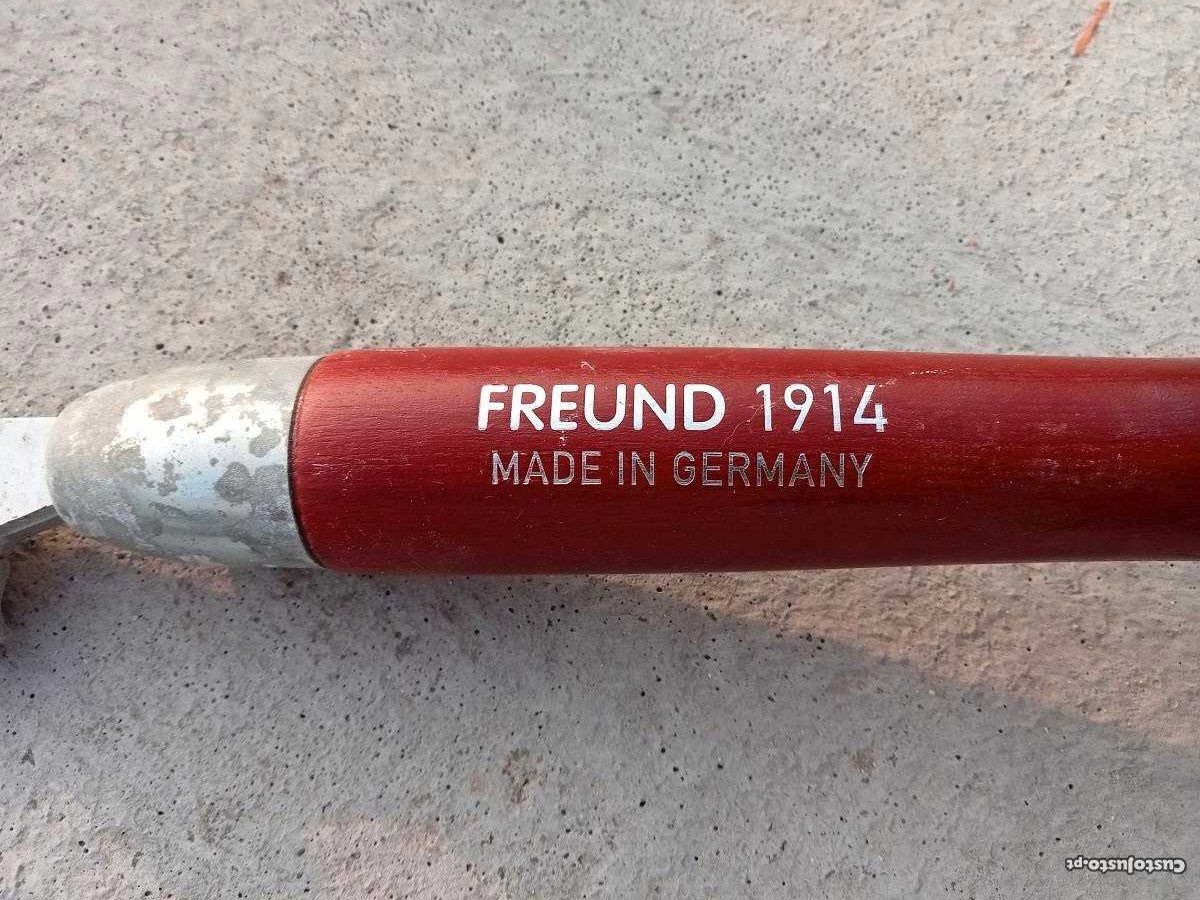 FREUND 1914
MADE IN GERMANY
CustoJusto.pt